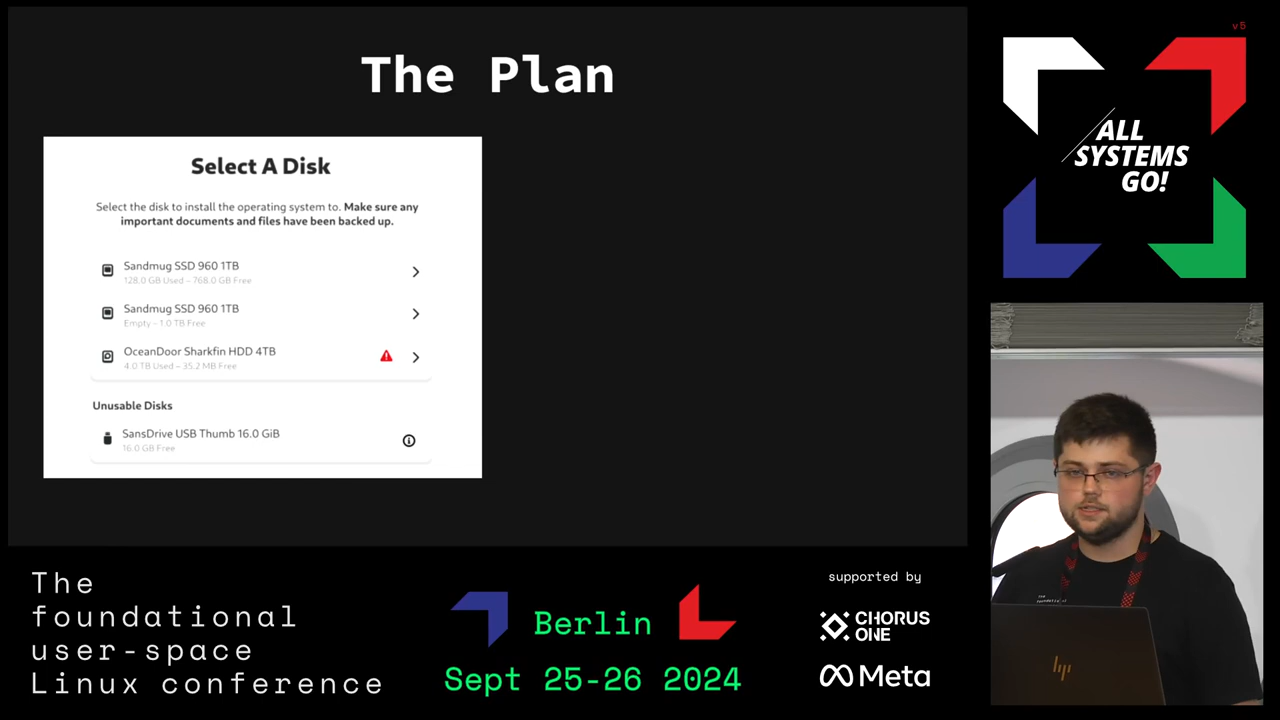 The Plan
Select A Disk
Select the disk to install the operating system to. Make sure any
important documents and files have been backed up.
Sandmug SSD 960 1TB
128.0 GB Used – 768.0 GB Free
Sandmug SSD 960 1TB
Empty – 1.0 TB Free
OceanDoor Sharkfin HDD 4TB
4.0 TB Used – 35.2 MB Free
Unusable Disks
SansDrive USB Thumb 16.0 GiB
16.0 GB Free
v5
ALL
SYSTEMS
GO!
The
foundational
user-space
Linux conference
Berlin
Sept 25-26 2024
supported by
CHORUS
ONE
Meta
hp